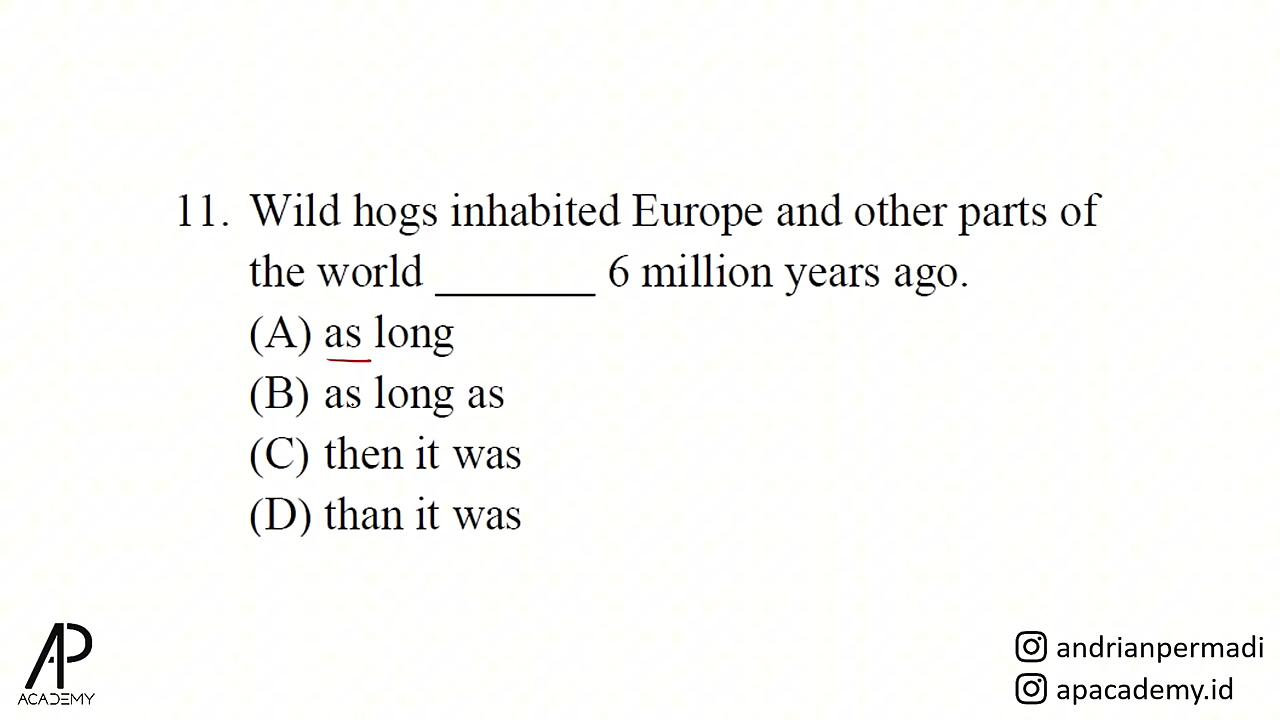 11. Wild hogs inhabited Europe and other parts of
the world ________ 6 million years ago.
(A) as long
(B) as long as
(C) then it was
(D) than it was
AP
ACADEMY
andrianpermadi
apacademy.id